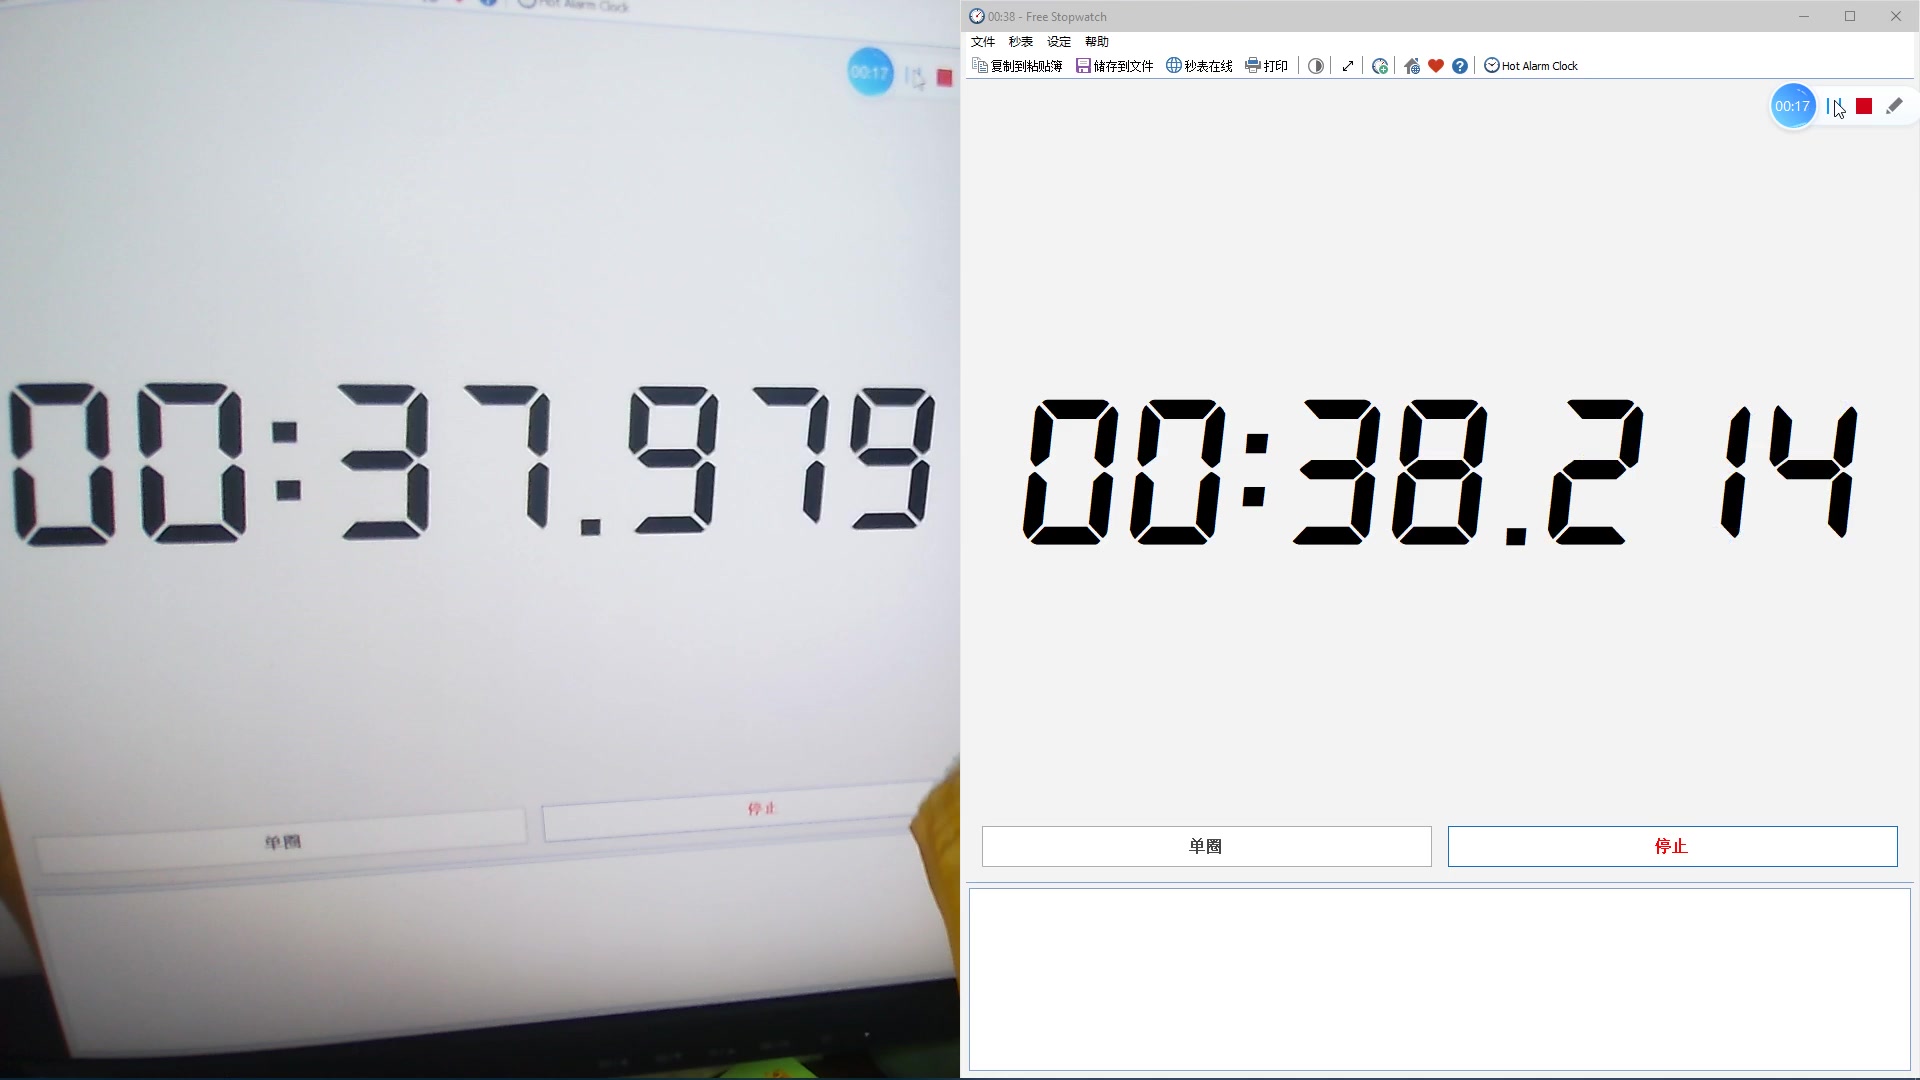 Hot Alarm Clock
00:17
00:37.979
单圈
停止
00:38 - Free Stopwatch
文件 秒表 设定 帮助
复制到粘贴簿 储存到文件 秒表在线 打印 Hot Alarm Clock
00:17
00:38.214
单圈
停止